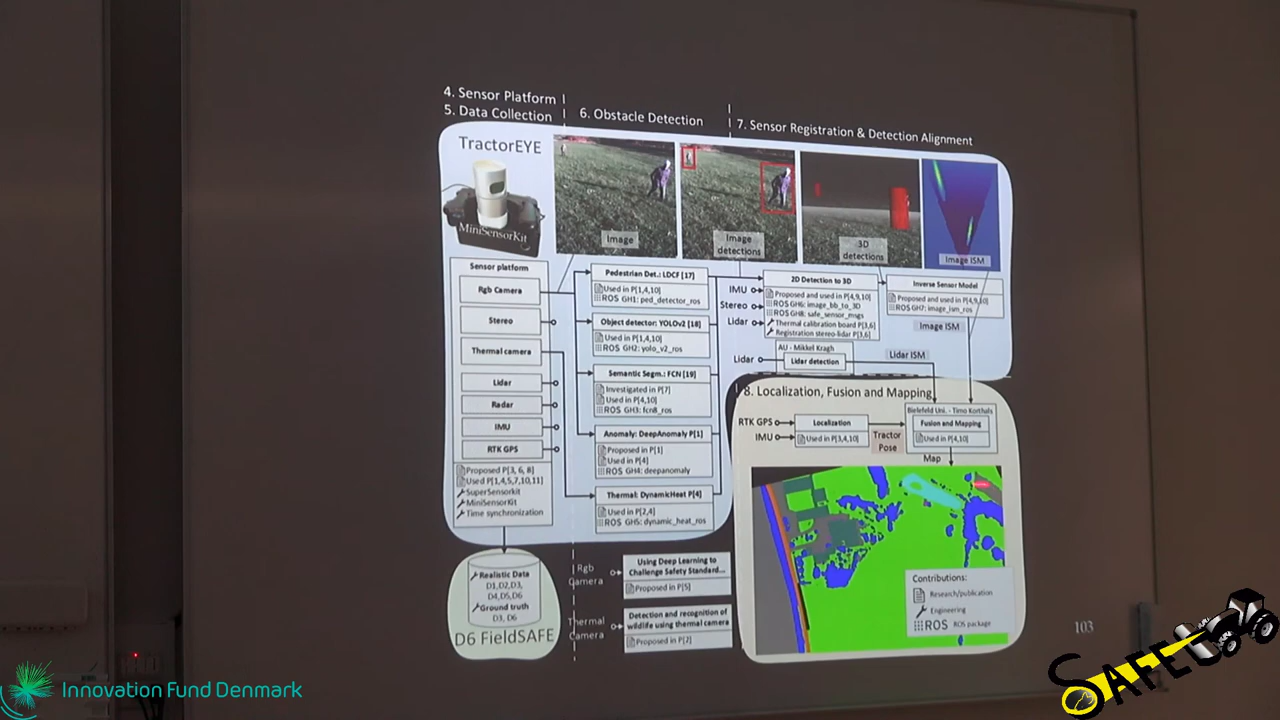 4. Sensor Platform
5. Data Collection
6. Obstacle Detection
7. Sensor Registration & Detection Alignment
TractorEYE
MiniSensorKit
Image
Image
detections
3D
detections
Image ISM
Sensor platform
Rgb Camera
Stereo
Thermal camera
Lidar
Radar
IMU
RTK GPS
Proposed P[3, 6, 8]
Used P[1,4,5,7,10,11]
SuperSensorkit
MiniSensorKit
Time synchronization
Pedestrian Det.: LDCF [17]
Used in P[1,4,10]
ROS GH1: ped_detector_ros
Object detector: YOLOv2 [18]
Used in P[1,4,10]
ROS GH2: yolo_v2_ros
Semantic Segm.: FCN [19]
Investigated in P[7]
Used in P[4,10]
ROS GH3: fcn8_ros
Anomaly: DeepAnomaly P[1]
Proposed in P[1]
Used in P[4]
ROS GH4: deepanomaly
Thermal: DynamicHeat P[4]
Used in P[2,4]
ROS GH5: dynamic_heat_ros
IMU
Stereo
Lidar
2D Detection to 3D
Proposed and used in P[4,9,10]
ROS GH6: image_bb_to_3D
ROS GH8: safe_sensor_msgs
Thermal calibration board P[3,6]
Registration stereo-lidar P[3,6]
Inverse Sensor Model
Proposed and used in P[4,9,10]
ROS GH7: image_ism_ros
Image ISM
AU - Mikkel Kragh
Lidar
Lidar detection
Lidar ISM
8. Localization, Fusion and Mapping
RTK GPS
IMU
Localization
Used in P[3,4,10]
Tractor
Pose
Bielefeld Uni. - Timo Korthals
Fusion and Mapping
Used in P[4,10]
Map
Contributions:
Research/publication
Engineering
ROS ROS package
Realistic Data
D1,D2,D3,
D4,D5,D6
Ground truth
D3, D6
D6 FieldSAFE
Rgb
Camera
Using Deep Learning to
Challenge Safety Standard...
Proposed in P[5]
Thermal
Camera
Detection and recognition of
wildlife using thermal camera
Proposed in P[2]
103
Innovation Fund Denmark
SAFE